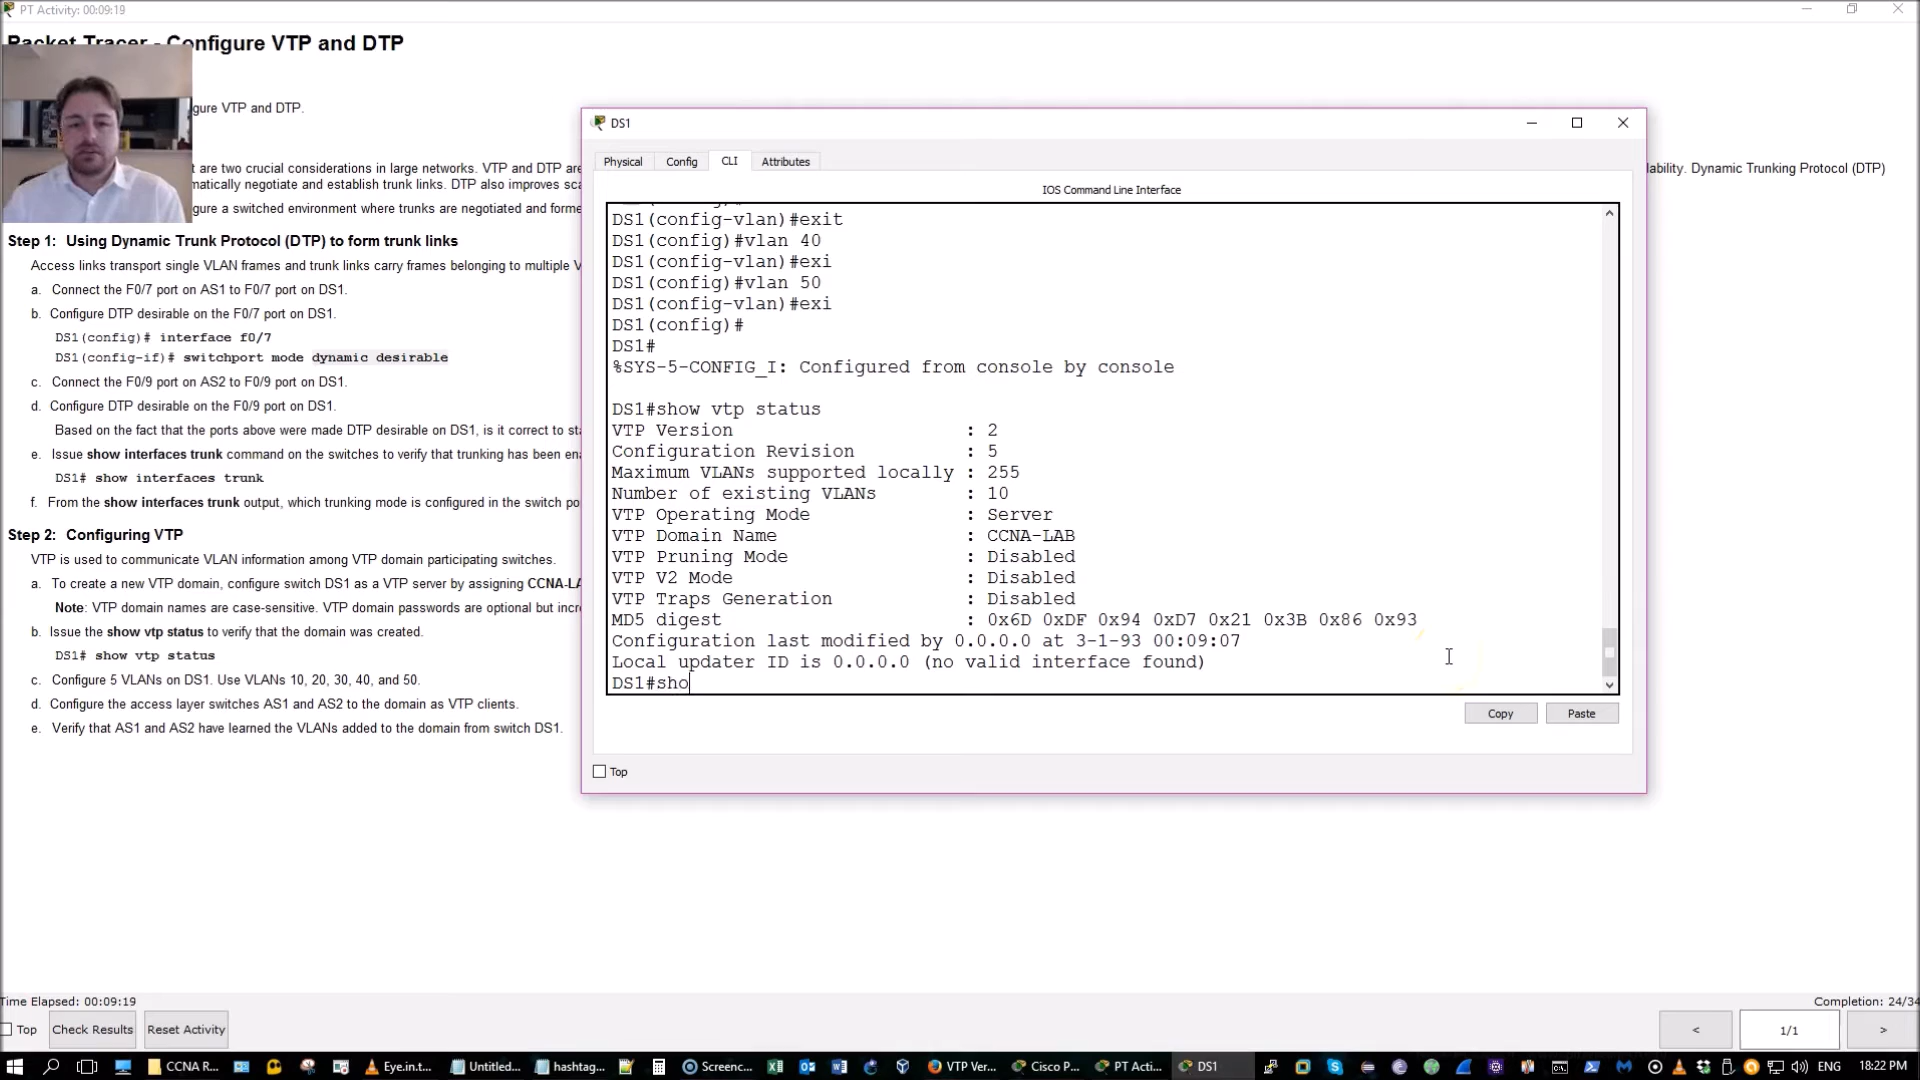 PT Activity: 00:09:19
Packet Tracer - Configure VTP and DTP
gure VTP and DTP.
t are two crucial considerations in large networks. VTP and DTP are
ability. Dynamic Trunking Protocol (DTP)
matically negotiate and establish trunk links. DTP also improves sca
gure a switched environment where trunks are negotiated and forme
Step 1: Using Dynamic Trunk Protocol (DTP) to form trunk links
Access links transport single VLAN frames and trunk links carry frames belonging to multiple V
a. Connect the F0/7 port on AS1 to F0/7 port on DS1.
b. Configure DTP desirable on the F0/7 port on DS1.
DS1(config)# interface f0/7
DS1(config-if)# switchport mode dynamic desirable
c. Connect the F0/9 port on AS2 to F0/9 port on DS1.
d. Configure DTP desirable on the F0/9 port on DS1.
Based on the fact that the ports above were made DTP desirable on DS1, is it correct to sta
e. Issue show interfaces trunk command on the switches to verify that trunking has been en
DS1# show interfaces trunk
f. From the show interfaces trunk output, which trunking mode is configured in the switch po
Step 2: Configuring VTP
VTP is used to communicate VLAN information among VTP domain participating switches.
a. To create a new VTP domain, configure switch DS1 as a VTP server by assigning CCNA-LA
Note: VTP domain names are case-sensitive. VTP domain passwords are optional but incr
b. Issue the show vtp status to verify that the domain was created.
DS1# show vtp status
c. Configure 5 VLANs on DS1. Use VLANs 10, 20, 30, 40, and 50.
d. Configure the access layer switches AS1 and AS2 to the domain as VTP clients.
e. Verify that AS1 and AS2 have learned the VLANs added to the domain from switch DS1.
DS1
Physical Config CLI Attributes
IOS Command Line Interface
DS1(config-vlan)#exit
DS1(config)#vlan 40
DS1(config-vlan)#exi
DS1(config)#vlan 50
DS1(config-vlan)#exi
DS1(config)#
DS1#
%SYS-5-CONFIG_I: Configured from console by console
DS1#show vtp status
VTP Version : 2
Configuration Revision : 5
Maximum VLANs supported locally : 255
Number of existing VLANs : 10
VTP Operating Mode : Server
VTP Domain Name : CCNA-LAB
VTP Pruning Mode : Disabled
VTP V2 Mode : Disabled
VTP Traps Generation : Disabled
MD5 digest : 0x6D 0xDF 0x94 0xD7 0x21 0x3B 0x86 0x93
Configuration last modified by 0.0.0.0 at 3-1-93 00:09:07
Local updater ID is 0.0.0.0 (no valid interface found)
DS1#sho
Copy Paste
Top
Time Elapsed: 00:09:19
Completion: 24/34
Top Check Results Reset Activity
< 1/1 >
CCNA R... Eye.in.t... Untitled... hashtag... Screenc... VTP Ver... Cisco P... PT Acti... DS1 ENG 18:22 PM